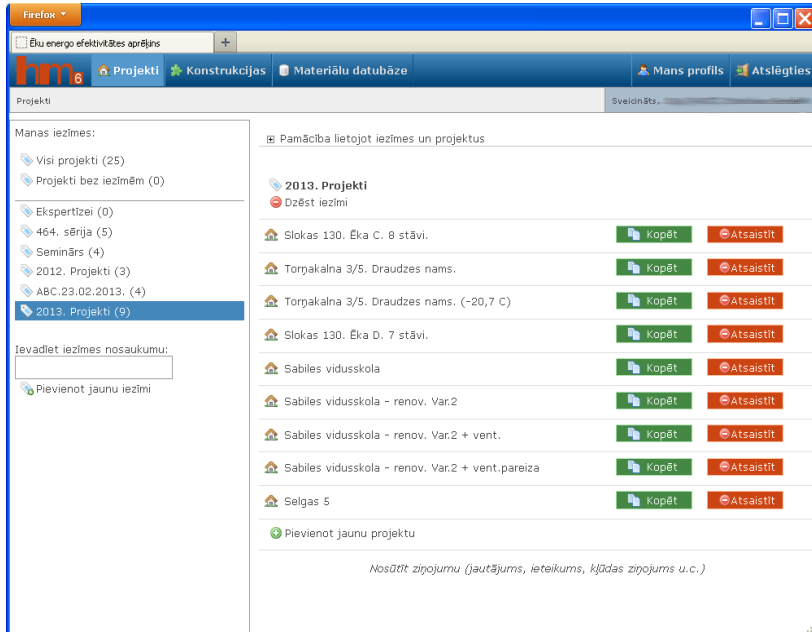 Firefox
Ēku energo efektivitātes aprēķins
hm6 Projekti Konstrukcijas Materiālu datubāze Mans profils Atslēgties
Projekti Sveicināts,
Manas iezīmes:
Visi projekti (25)
Projekti bez iezīmēm (0)
Ekspertīzei (0)
464. sērija (5)
Seminārs (4)
2012. Projekti (3)
ABC.23.02.2013. (4)
2013. Projekti (9)
Ievadiet iezīmes nosaukumu:
Pievienot jaunu iezīmi
Pamācība lietojot iezīmes un projektus
2013. Projekti
Dzēst iezīmi
Slokas 130. Ēka C. 8 stāvi. Kopēt Atsaistīt
Torņakalna 3/5. Draudzes nams. Kopēt Atsaistīt
Torņakalna 3/5. Draudzes nams. (-20,7 C) Kopēt Atsaistīt
Slokas 130. Ēka D. 7 stāvi. Kopēt Atsaistīt
Sabiles vidusskola Kopēt Atsaistīt
Sabiles vidusskola - renov. Var.2 Kopēt Atsaistīt
Sabiles vidusskola - renov. Var.2 + vent. Kopēt Atsaistīt
Sabiles vidusskola - renov. Var.2 + vent.pareiza Kopēt Atsaistīt
Selgas 5 Kopēt Atsaistīt
Pievienot jaunu projektu
Nosūtīt ziņojumu (jautājums, ieteikums, kļūdas ziņojums u.c.)